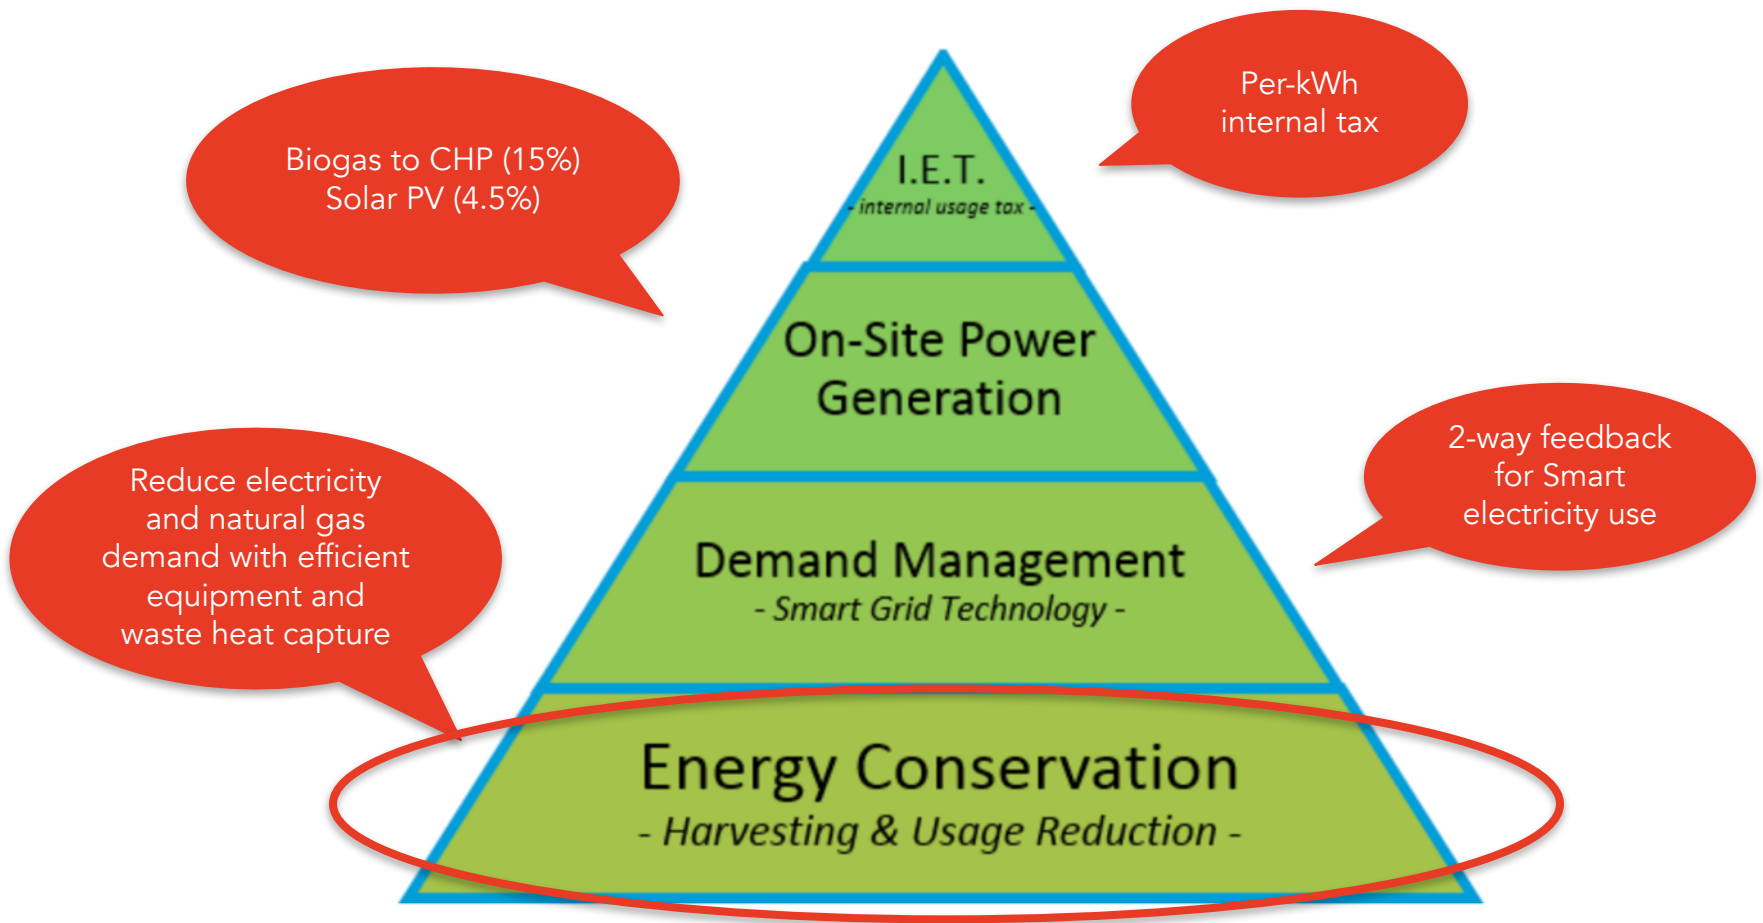 Per-kWh
internal tax
Biogas to CHP (15%)
Solar PV (4.5%)
I.E.T.
- internal usage tax -
On-Site Power
Generation
2-way feedback
for Smart
electricity use
Reduce electricity
and natural gas
demand with efficient
equipment and
waste heat capture
Demand Management
- Smart Grid Technology -
Energy Conservation
- Harvesting & Usage Reduction -